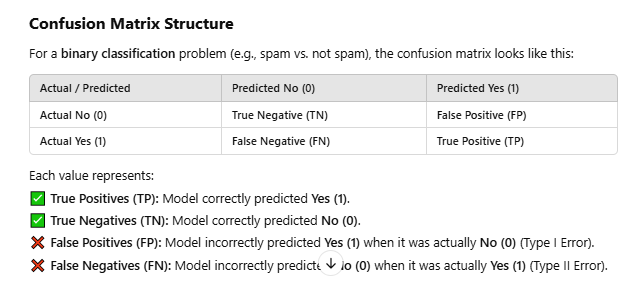 Confusion Matrix Structure
For a binary classification problem (e.g., spam vs. not spam), the confusion matrix looks like this:
Actual / Predicted Predicted No (0) Predicted Yes (1)
Actual No (0) True Negative (TN) False Positive (FP)
Actual Yes (1) False Negative (FN) True Positive (TP)
Each value represents:
✅ True Positives (TP): Model correctly predicted Yes (1).
✅ True Negatives (TN): Model correctly predicted No (0).
❌ False Positives (FP): Model incorrectly predicted Yes (1) when it was actually No (0) (Type I Error).
❌ False Negatives (FN): Model incorrectly (0) when it was actually Yes (1) (Type II Error).